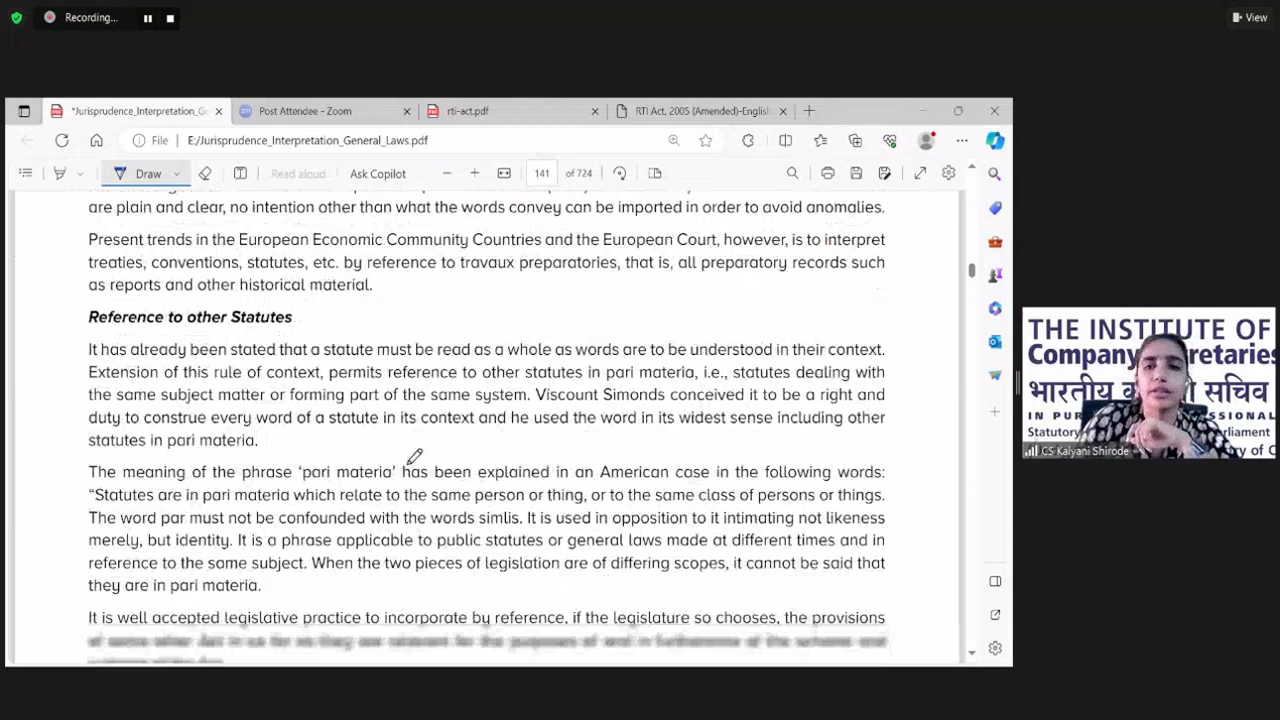 Recording...
View
*Jurisprudence_Interpretation_Ge
Post Attendee - Zoom
rti-act.pdf
RTI Act, 2005 (Amended)-English
File
E:/Jurisprudence_Interpretation_General_Laws.pdf
Draw
Read aloud
Ask Copilot
141
of 724
are plain and clear, no intention other than what the words convey can be imported in order to avoid anomalies.
Present trends in the European Economic Community Countries and the European Court, however, is to interpret
treaties, conventions, statutes, etc. by reference to travaux preparatories, that is, all preparatory records such
as reports and other historical material.
Reference to other Statutes
It has already been stated that a statute must be read as a whole as words are to be understood in their context.
Extension of this rule of context, permits reference to other statutes in pari materia, i.e., statutes dealing with
the same subject matter or forming part of the same system. Viscount Simonds conceived it to be a right and
duty to construe every word of a statute in its context and he used the word in its widest sense including other
statutes in pari materia.
The meaning of the phrase ‘pari materia’ has been explained in an American case in the following words:
“Statutes are in pari materia which relate to the same person or thing, or to the same class of persons or things.
The word par must not be confounded with the words simlis. It is used in opposition to it intimating not likeness
merely, but identity. It is a phrase applicable to public statutes or general laws made at different times and in
reference to the same subject. When the two pieces of legislation are of differing scopes, it cannot be said that
they are in pari materia.
It is well accepted legislative practice to incorporate by reference, if the legislature so chooses, the provisions
THE INSTITUTE OF
Company Secretaries
भारतीय सचिव
IN PUR
Statutory
CS Kalyani Shirode